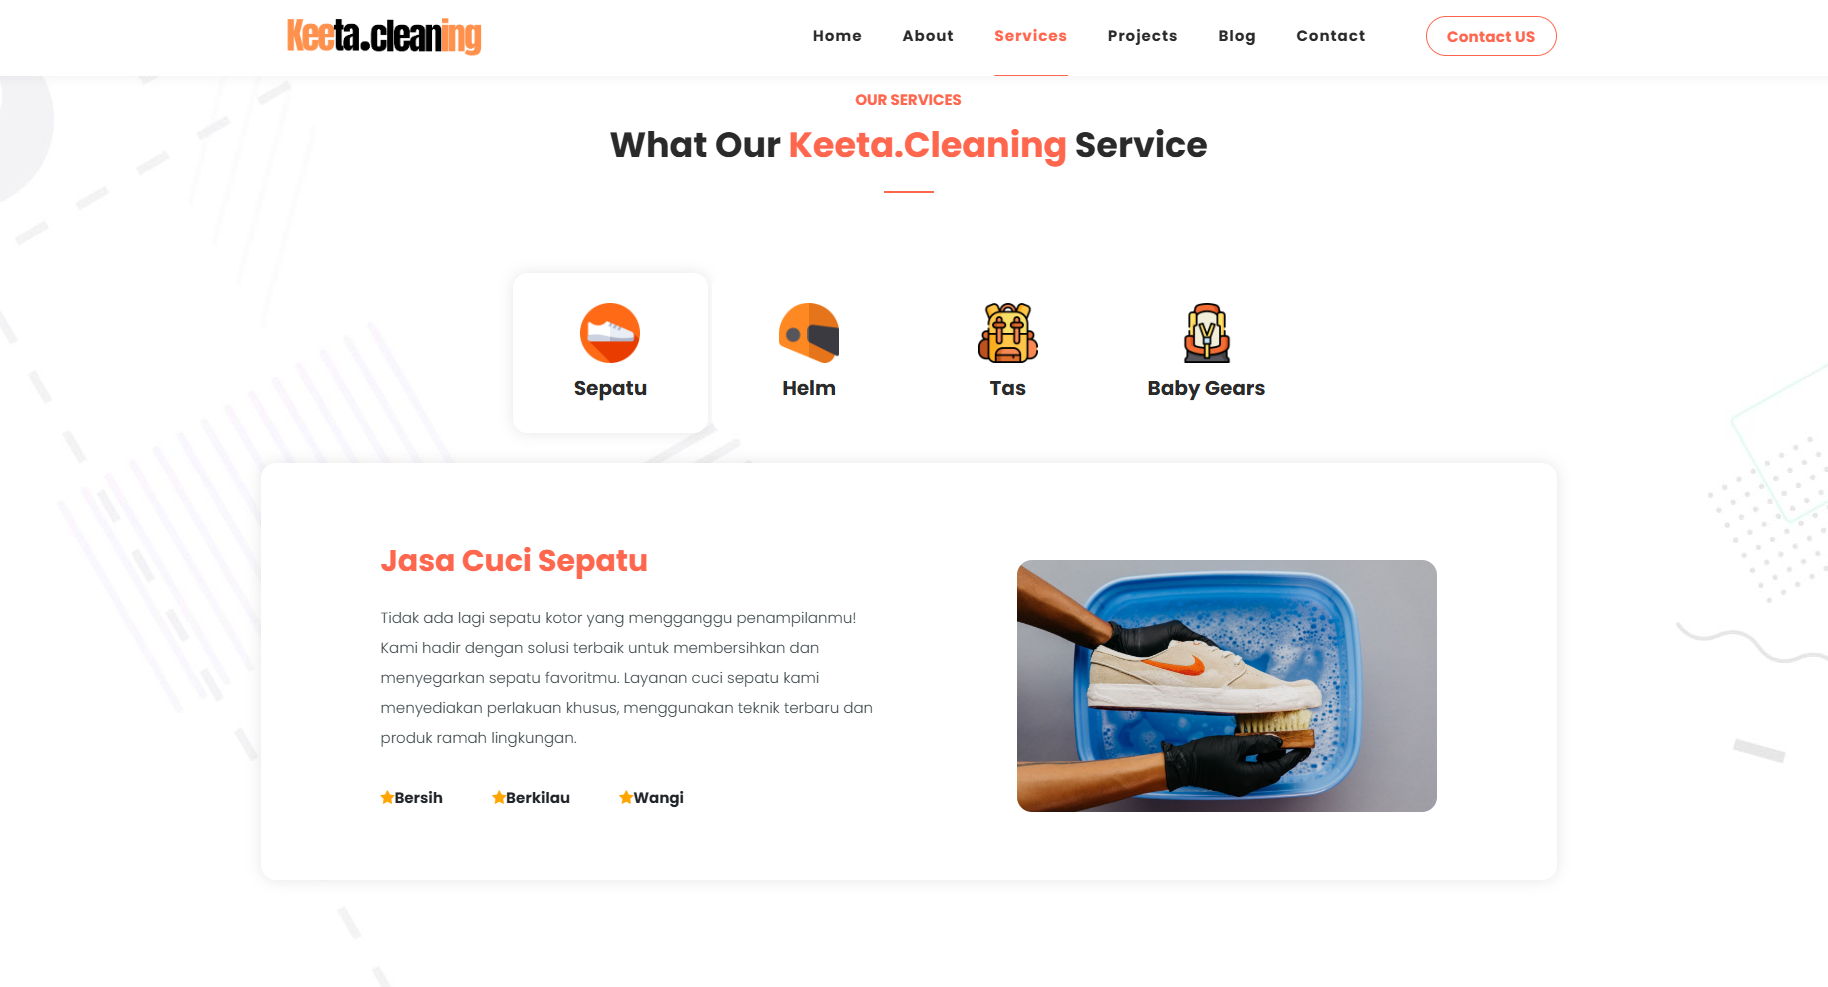 Keeta.cleaning
Home About Services Projects Blog Contact Contact US
OUR SERVICES
What Our Keeta.Cleaning Service
Sepatu Helm Tas Baby Gears
Jasa Cuci Sepatu
Tidak ada lagi sepatu kotor yang mengganggu penampilanmu!
Kami hadir dengan solusi terbaik untuk membersihkan dan
menyegarkan sepatu favoritmu. Layanan cuci sepatu kami
menyediakan perlakuan khusus, menggunakan teknik terbaru dan
produk ramah lingkungan.
Bersih Berkilau Wangi